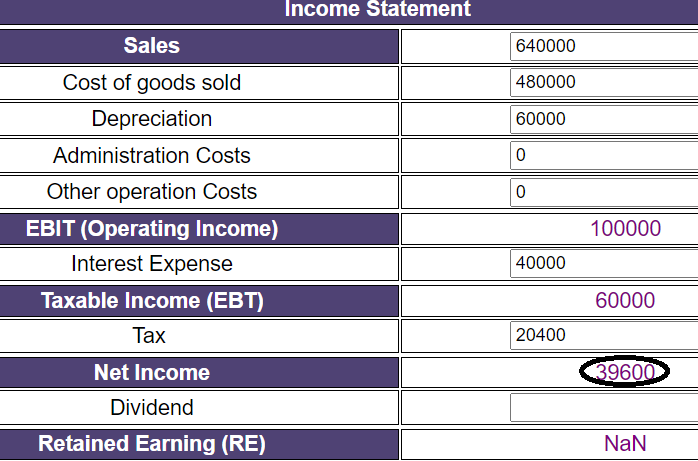 Income Statement
Sales 640000
Cost of goods sold 480000
Depreciation 60000
Administration Costs 0
Other operation Costs 0
EBIT (Operating Income) 100000
Interest Expense 40000
Taxable Income (EBT) 60000
Tax 20400
Net Income 39600
Dividend
Retained Earning (RE) NaN